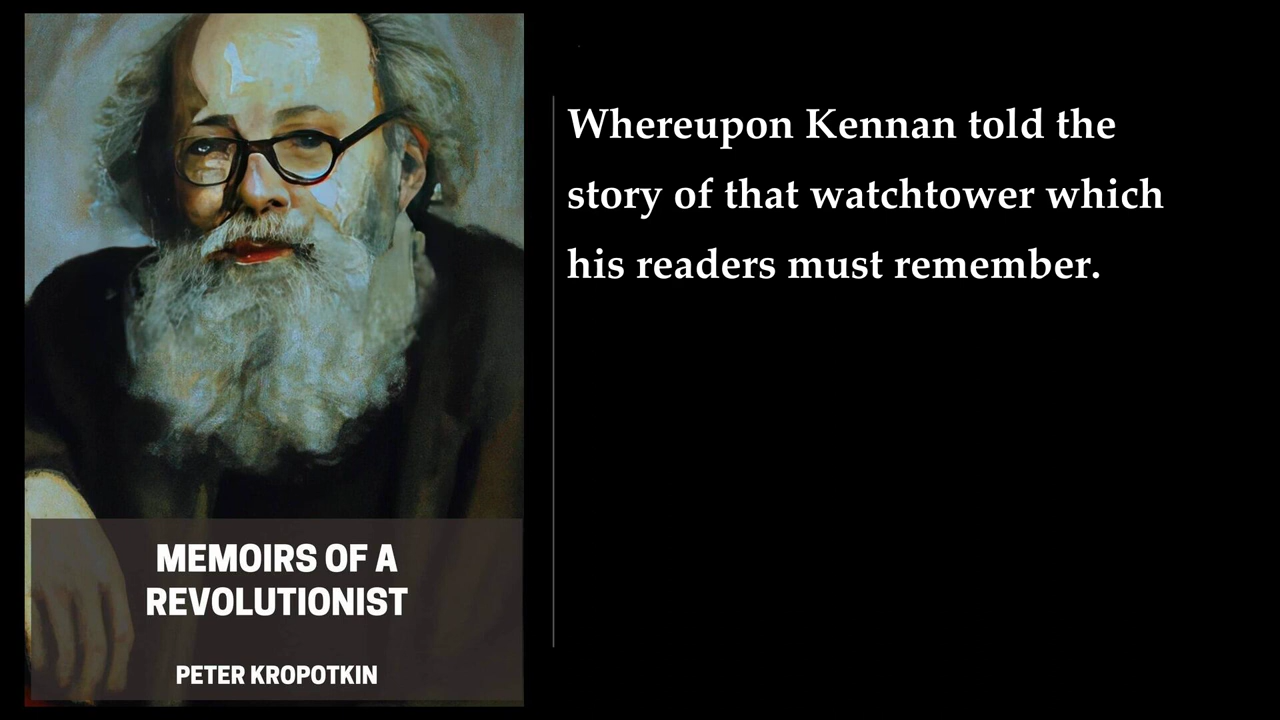 Whereupon Kennan told the
story of that watchtower which
his readers must remember.
MEMOIRS OF A
REVOLUTIONIST
PETER KROPOTKIN